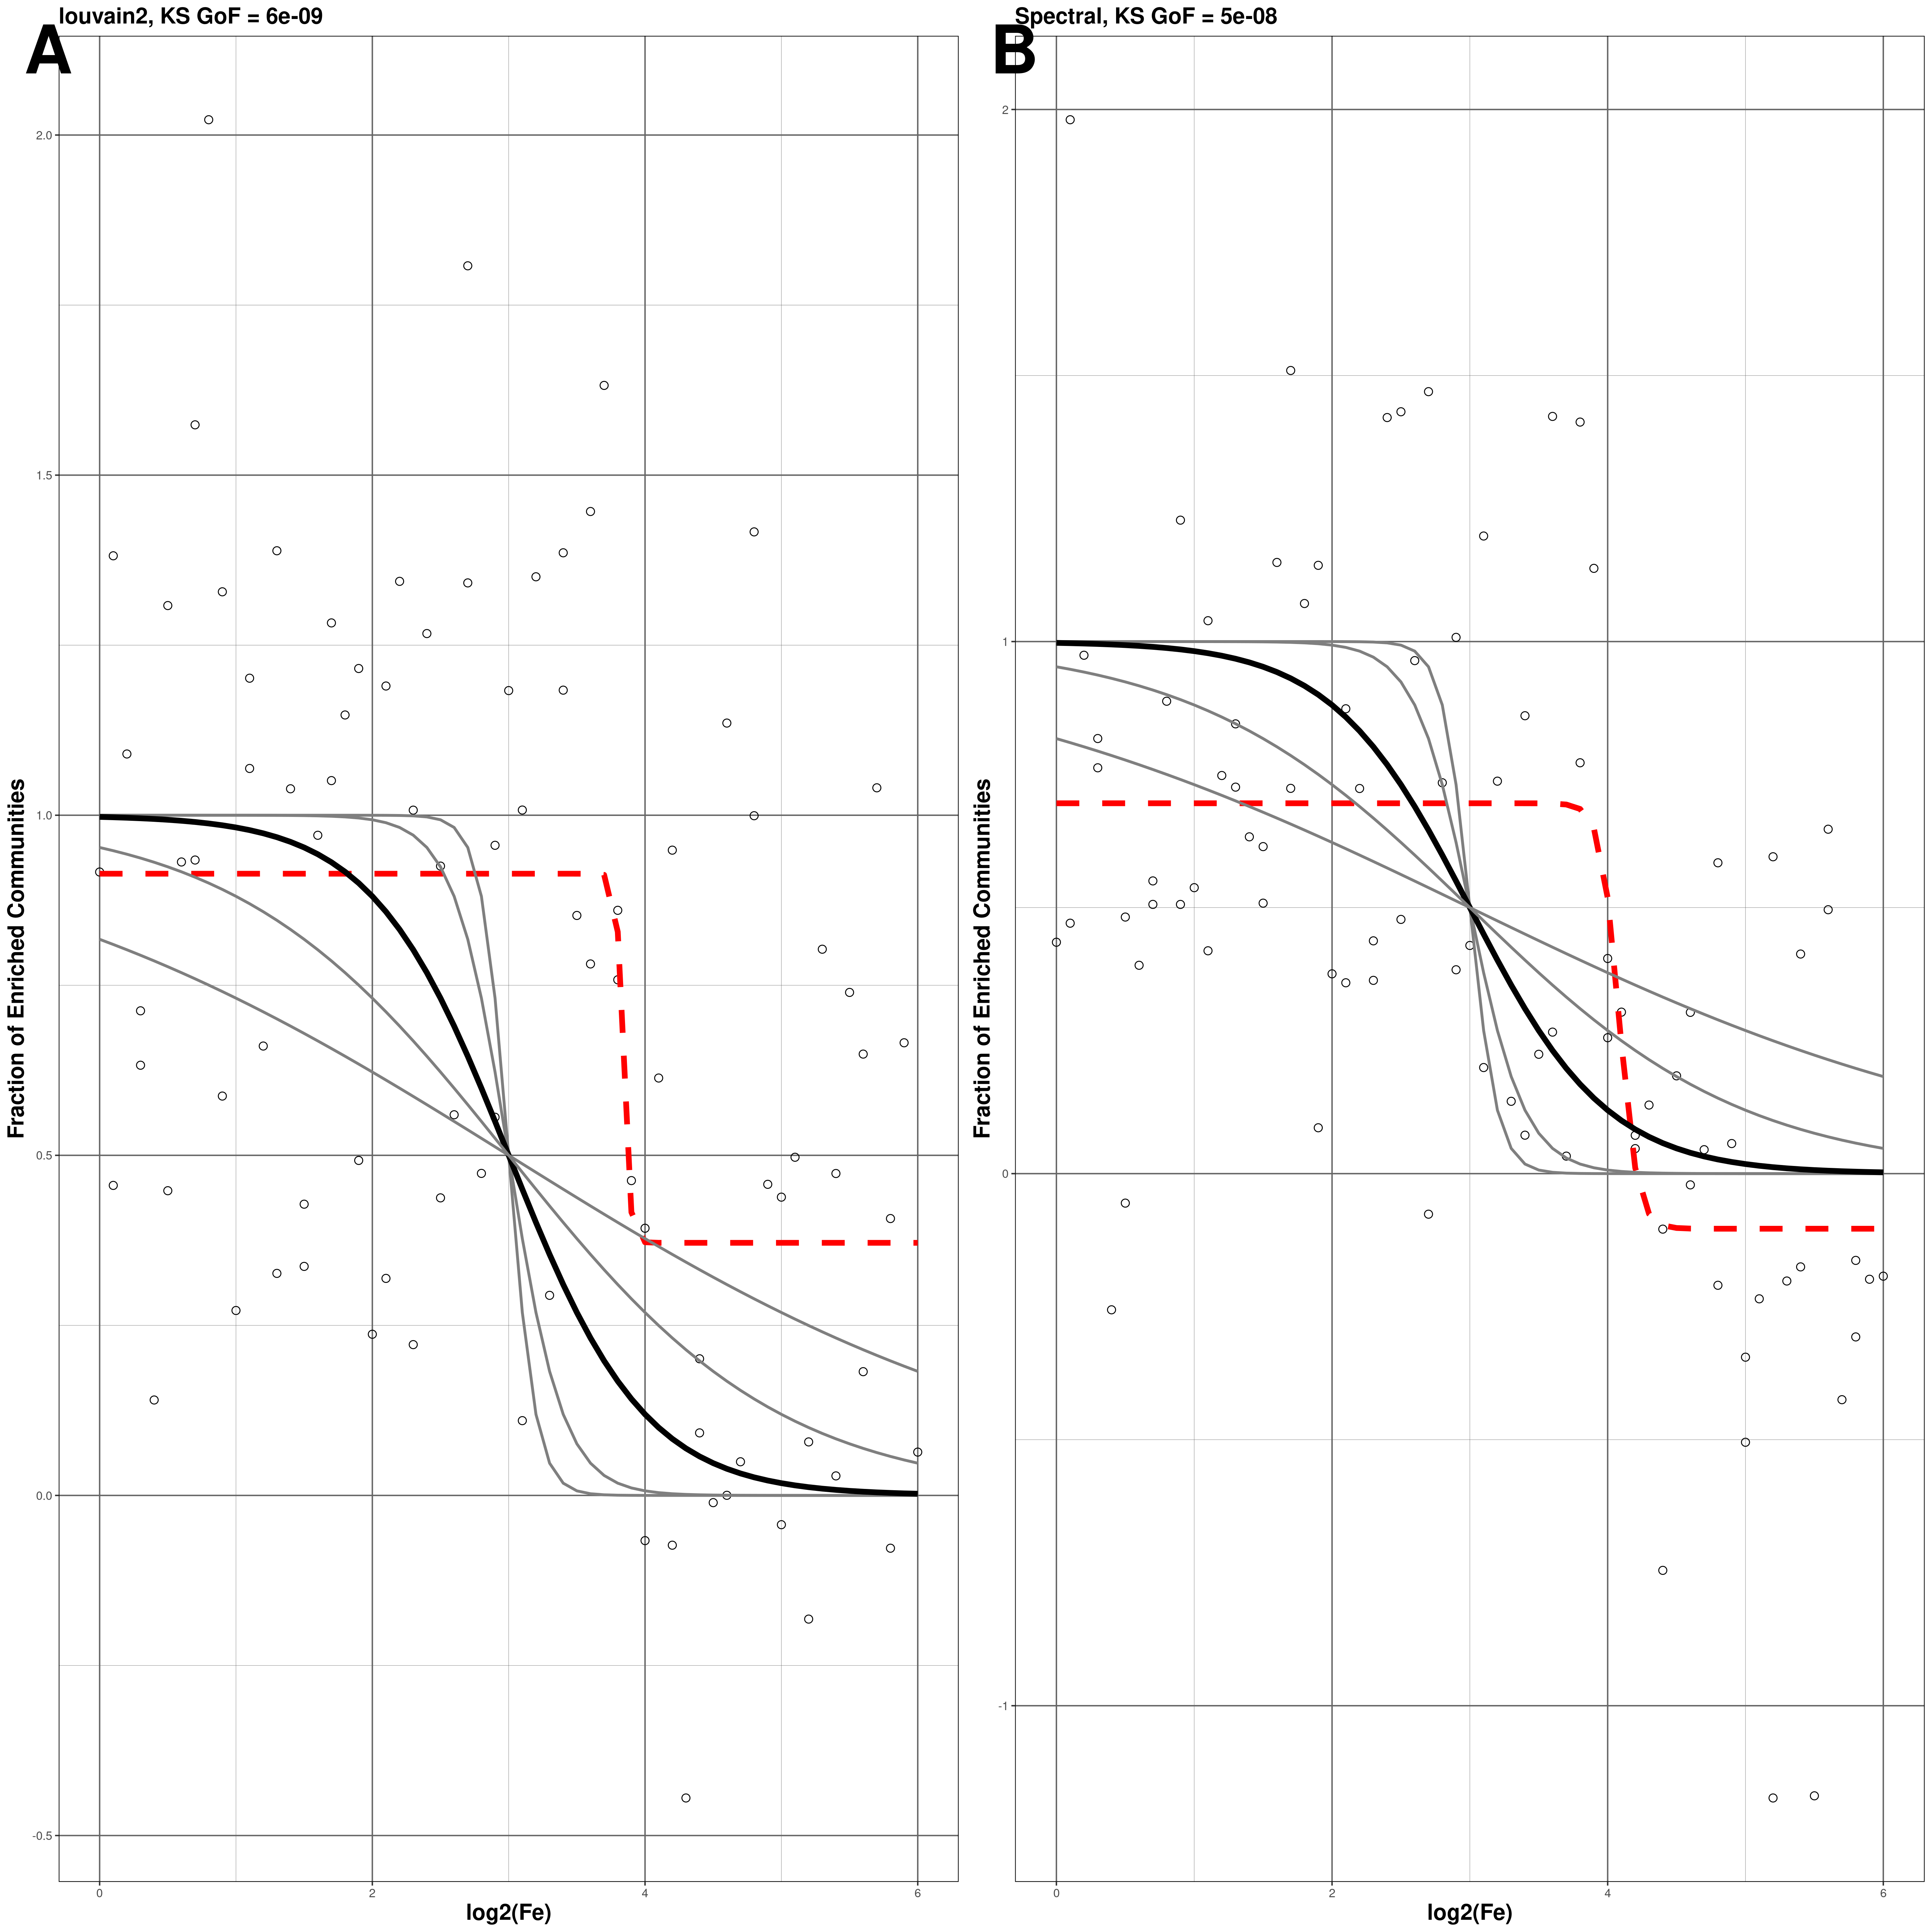 louvain2, KS GoF = 6e-09
A
2.0
1.5
1.0
0.5
0.0
-0.5
Fraction of Enriched Communities
0 2 4 6
log2(Fe)
Spectral, KS GoF = 5e-08
B
2
1
0
-1
Fraction of Enriched Communities
0 2 4 6
log2(Fe)